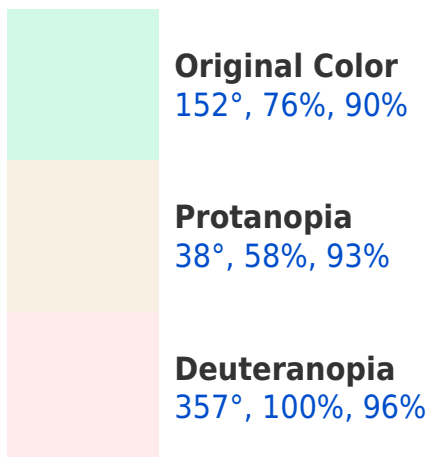 Original Color
152°, 76%, 90%
Protanopia
38°, 58%, 93%
Deuteranopia
357°, 100%, 96%